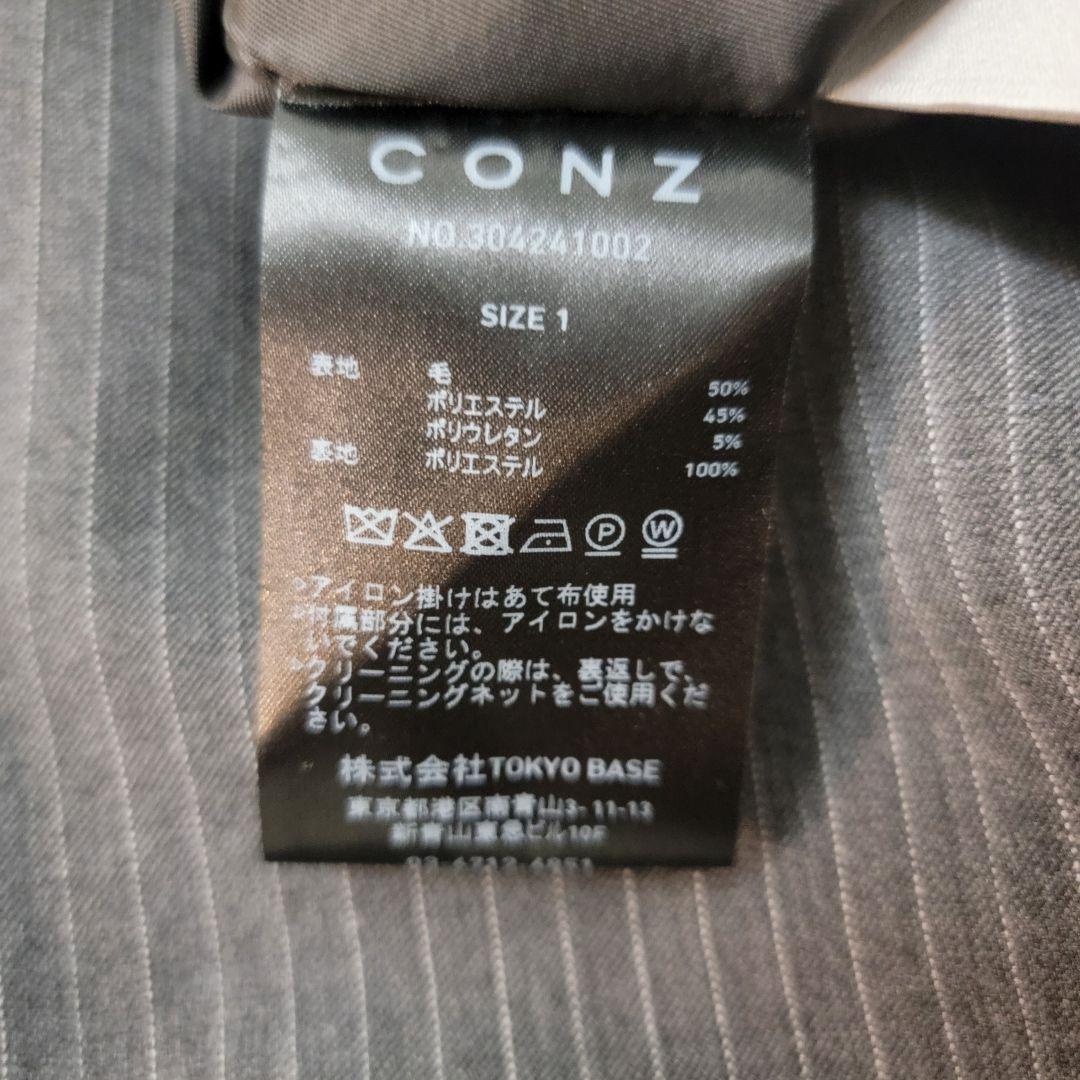 CONZ
NO.304241002
SIZE 1
表地 毛 50%
ポリエステル 45%
ポリウレタン 5%
裏地 ポリエステル 100%
P W
>アイロン掛けはあて布使用
>付属部分には、アイロンをかけな
いでください。
>クリーニングの際は、裏返しで、
クリーニングネットをご使用くだ
さい。
株式会社TOKYO BASE
東京都港区南青山3-11-13
新青山東急ビル10F
03-6712-6951